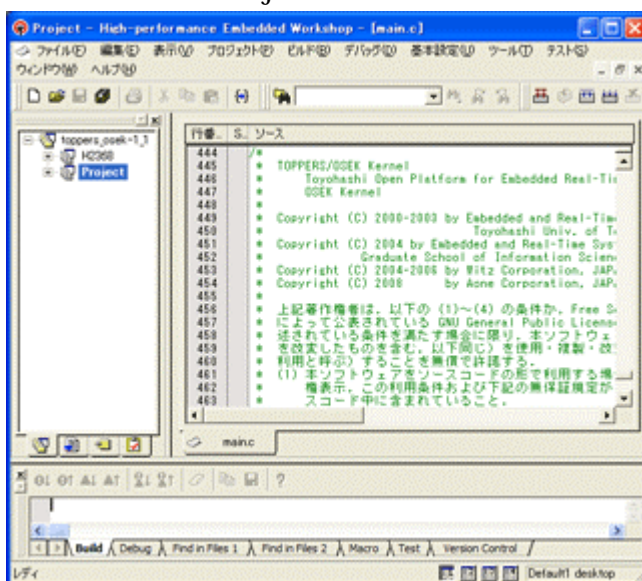 Project - High-performance Embedded Workshop - [main.c]
ファイル(F) 編集(E) 表示(V) プロジェクト(P) ビルド(B) デバッグ(D) 基本設定(U) ツール(T) テスト(S)
ウィンドウ(W) ヘルプ(H)
toppers_osek-1_1
H2368
Project
行番.. S.. ソース
444 /*
445 * TOPPERS/OSEK Kernel
446 * Toyohashi Open Platform for Embedded Real-Ti
447 * OSEK Kernel
448 *
449 * Copyright (C) 2000-2003 by Embedded and Real-Time
450 * Toyohashi Univ. of T
451 * Copyright (C) 2004 by Embedded and Real-Time Sys
452 * Graduate School of Information Scien
453 * Copyright (C) 2004-2006 by Witz Corporation, JAP
454 * Copyright (C) 2008 by Aone Corporation, JAP
455 *
456 * 上記著作権者は，以下の (1)～(4) の条件か，Free S
457 * によって公表されている GNU General Public Licens
458 * 述されている条件を満たす場合に限り，本ソフトウェ
459 * を改変したものを含む．以下同じ）を使用・複製・改
460 * 利用と呼ぶ）することを無償で許諾する．
461 * (1) 本ソフトウェアをソースコードの形で利用する場
462 * 権表示，この利用条件および下記の無保証規定が
463 * スコード中に含まれていること．
main.c
Build Debug Find in Files 1 Find in Files 2 Macro Test Version Control
レディ Default1 desktop